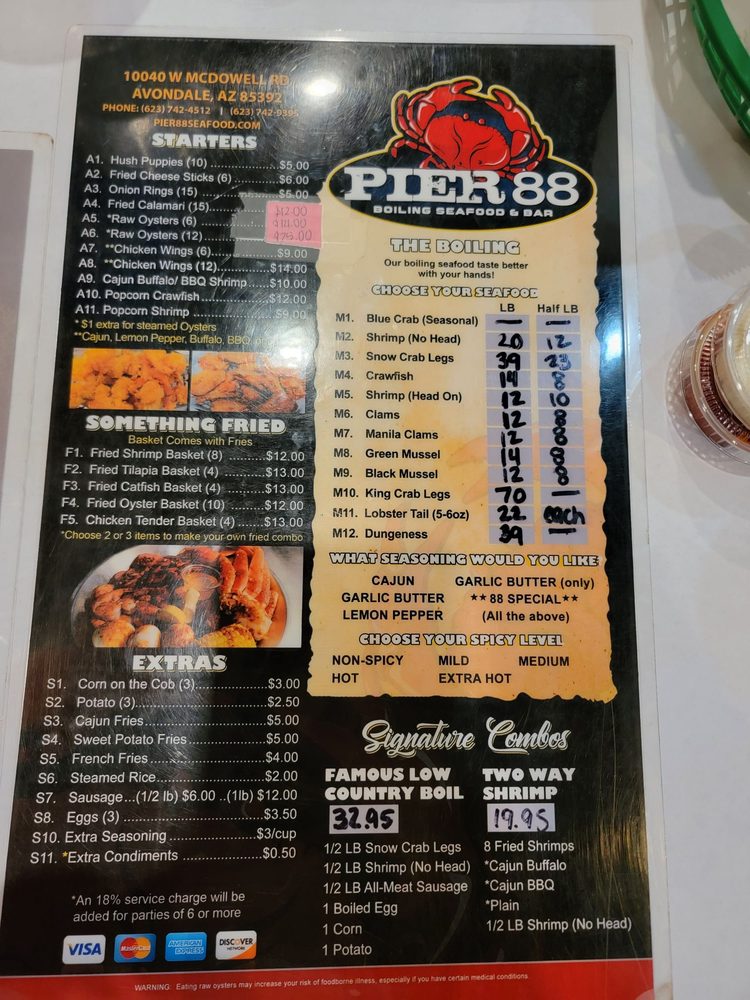 10040 W MCDOWELL RD
AVONDALE, AZ 85392
PHONE: (623) 742-4512 | (623) 742-9395
PIER88SEAFOOD.COM
STARTERS
A1. Hush Puppies (10) ..................$5.00
A2. Fried Cheese Sticks (6) ..........$6.00
A3. Onion Rings (15) ..................$5.00
A4. Fried Calamari (15) $12.00
A5. *Raw Oysters (6)
A6. *Raw Oysters (12)
A7. **Chicken Wings (6) $9.00
A8. **Chicken Wings (12) $14.00
A9. Cajun Buffalo/ BBQ Shrimp.....$10.00
A10. Popcorn Crawfish.................$12.00
A11. Popcorn Shrimp ....................$9.00
* $1 extra for steamed Oysters
**Cajun, Lemon Pepper, Buffalo, BBQ,
SOMETHING FRIED
Basket Comes with Fries
F1. Fried Shrimp Basket (8) ..........$12.00
F2. Fried Tilapia Basket (4) ...........$13.00
F3. Fried Catfish Basket (4) ...........$13.00
F4. Fried Oyster Basket (10) ..........$12.00
F5. Chicken Tender Basket (4) .......$13.00
*Choose 2 or 3 items to make your own fried combo
EXTRAS
S1. Corn on the Cob (3)..................$3.00
S2. Potato (3)..............................$2.50
S3. Cajun Fries............................$5.00
S4. Sweet Potato Fries....................$5.00
S5. French Fries...........................$4.00
S6. Steamed Rice..........................$2.00
S7. Sausage...(1/2 lb) $6.00 ..(1lb) $12.00
S8. Eggs (3) ..............................$3.50
S10. Extra Seasoning.....................$3/cup
S11. *Extra Condiments ..................$0.50
*An 18% service charge will be
added for parties of 6 or more
VISA MasterCard AMERICAN EXPRESS DISCOVER NETWORK
PIER 88
BOILING SEAFOOD & BAR
THE BOILING
Our boiling seafood taste better
with your hands!
CHOOSE YOUR SEAFOOD
LB Half LB
M1. Blue Crab (Seasonal) — —
M2. Shrimp (No Head) 20 12
M3. Snow Crab Legs 39 23
M4. Crawfish 14 8
M5. Shrimp (Head On) 12 10
M6. Clams 12 8
M7. Manila Clams 12 8
M8. Green Mussel 14 8
M9. Black Mussel 12 8
M10. King Crab Legs 70 —
M11. Lobster Tail (5-6oz) 22 each
M12. Dungeness 39 —
WHAT SEASONING WOULD YOU LIKE
CAJUN GARLIC BUTTER (only)
GARLIC BUTTER **88 SPECIAL**
LEMON PEPPER (All the above)
CHOOSE YOUR SPICY LEVEL
NON-SPICY MILD MEDIUM
HOT EXTRA HOT
Signature Combos
FAMOUS LOW
COUNTRY BOIL
32.95
1/2 LB Snow Crab Legs
1/2 LB Shrimp (No Head)
1/2 LB All-Meat Sausage
1 Boiled Egg
1 Corn
1 Potato
TWO WAY
SHRIMP
19.95
8 Fried Shrimps
*Cajun Buffalo
*Cajun BBQ
*Plain
1/2 LB Shrimp (No Head)
WARNING: Eating raw oysters may increase your risk of foodborne illness, especially if you have certain medical conditions.